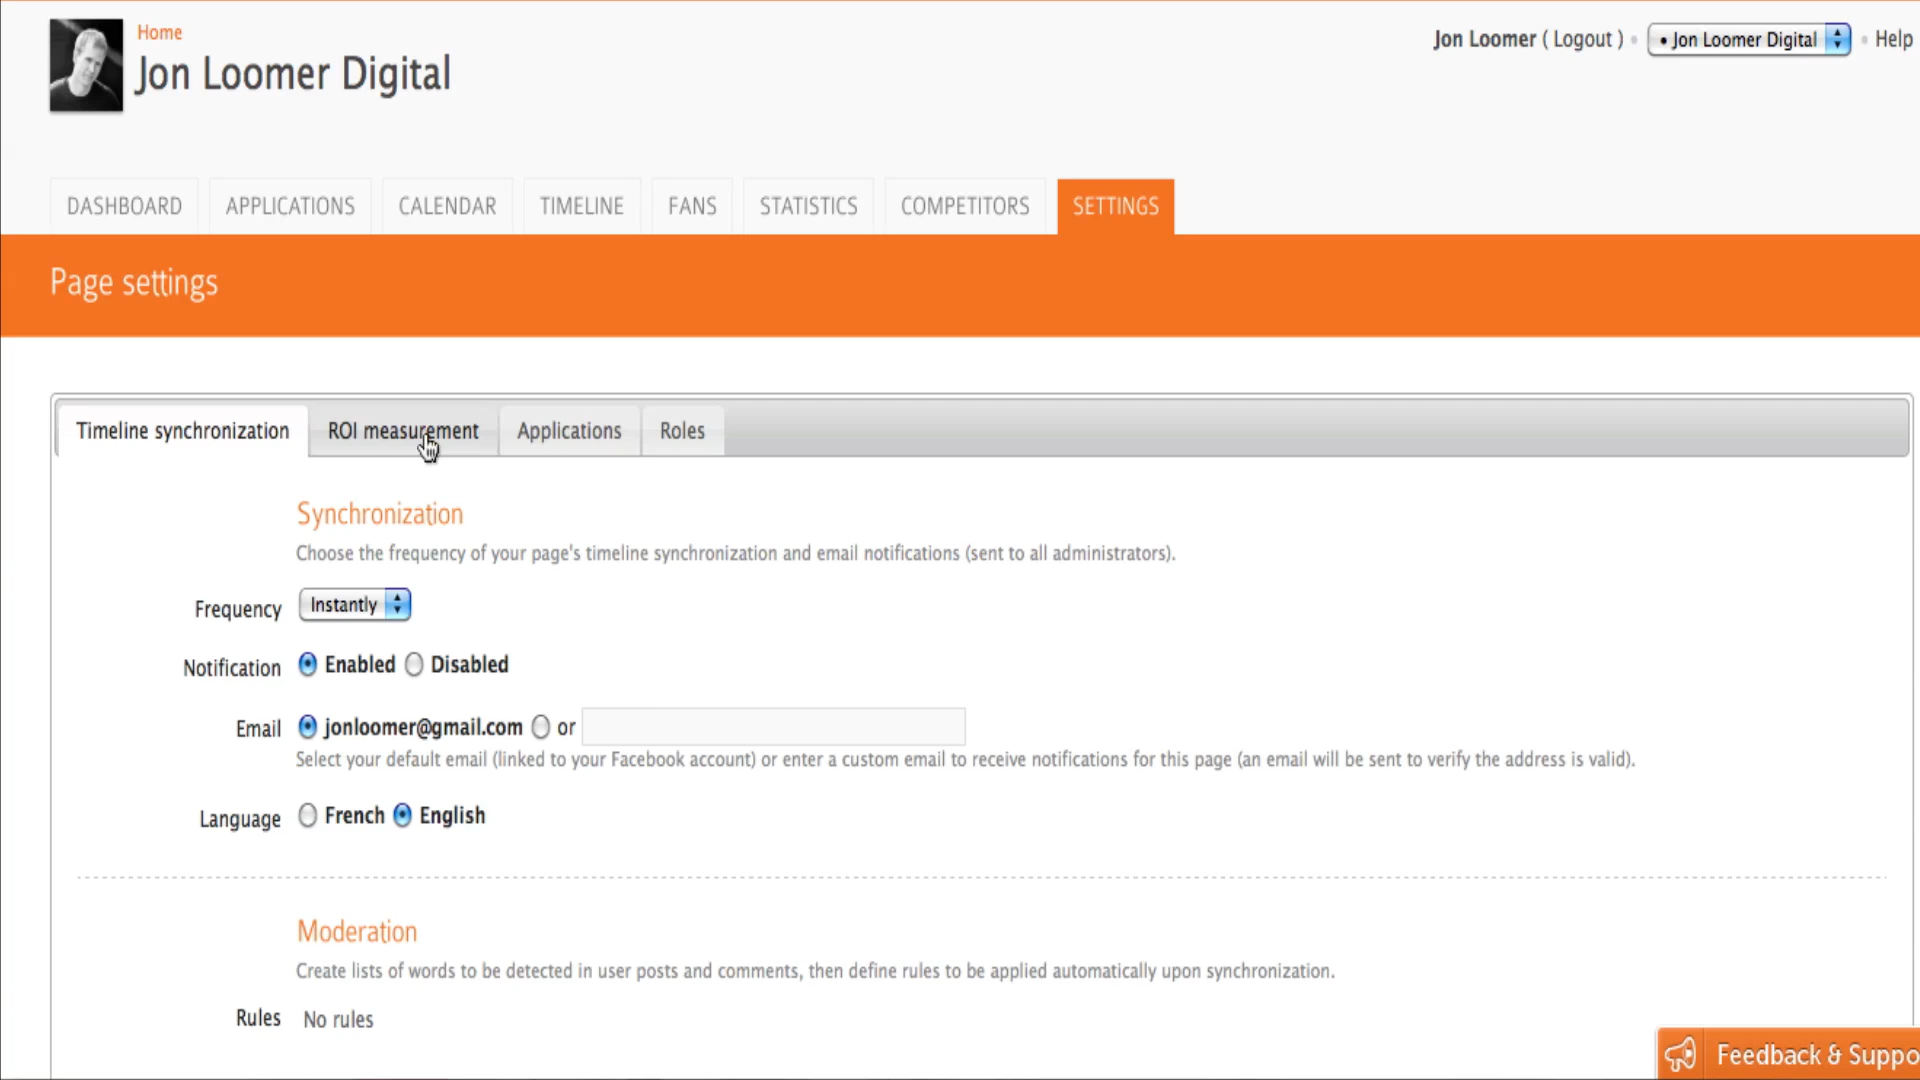 Home
Jon Loomer Digital
Jon Loomer ( Logout ) • Jon Loomer Digital Help
DASHBOARD APPLICATIONS CALENDAR TIMELINE FANS STATISTICS COMPETITORS SETTINGS
Page settings
Timeline synchronization ROI measurement Applications Roles
Synchronization
Choose the frequency of your page's timeline synchronization and email notifications (sent to all administrators).
Frequency Instantly
Notification Enabled Disabled
Email jonloomer@gmail.com or
Select your default email (linked to your Facebook account) or enter a custom email to receive notifications for this page (an email will be sent to verify the address is valid).
Language French English
Moderation
Create lists of words to be detected in user posts and comments, then define rules to be applied automatically upon synchronization.
Rules No rules
Feedback & Suppo